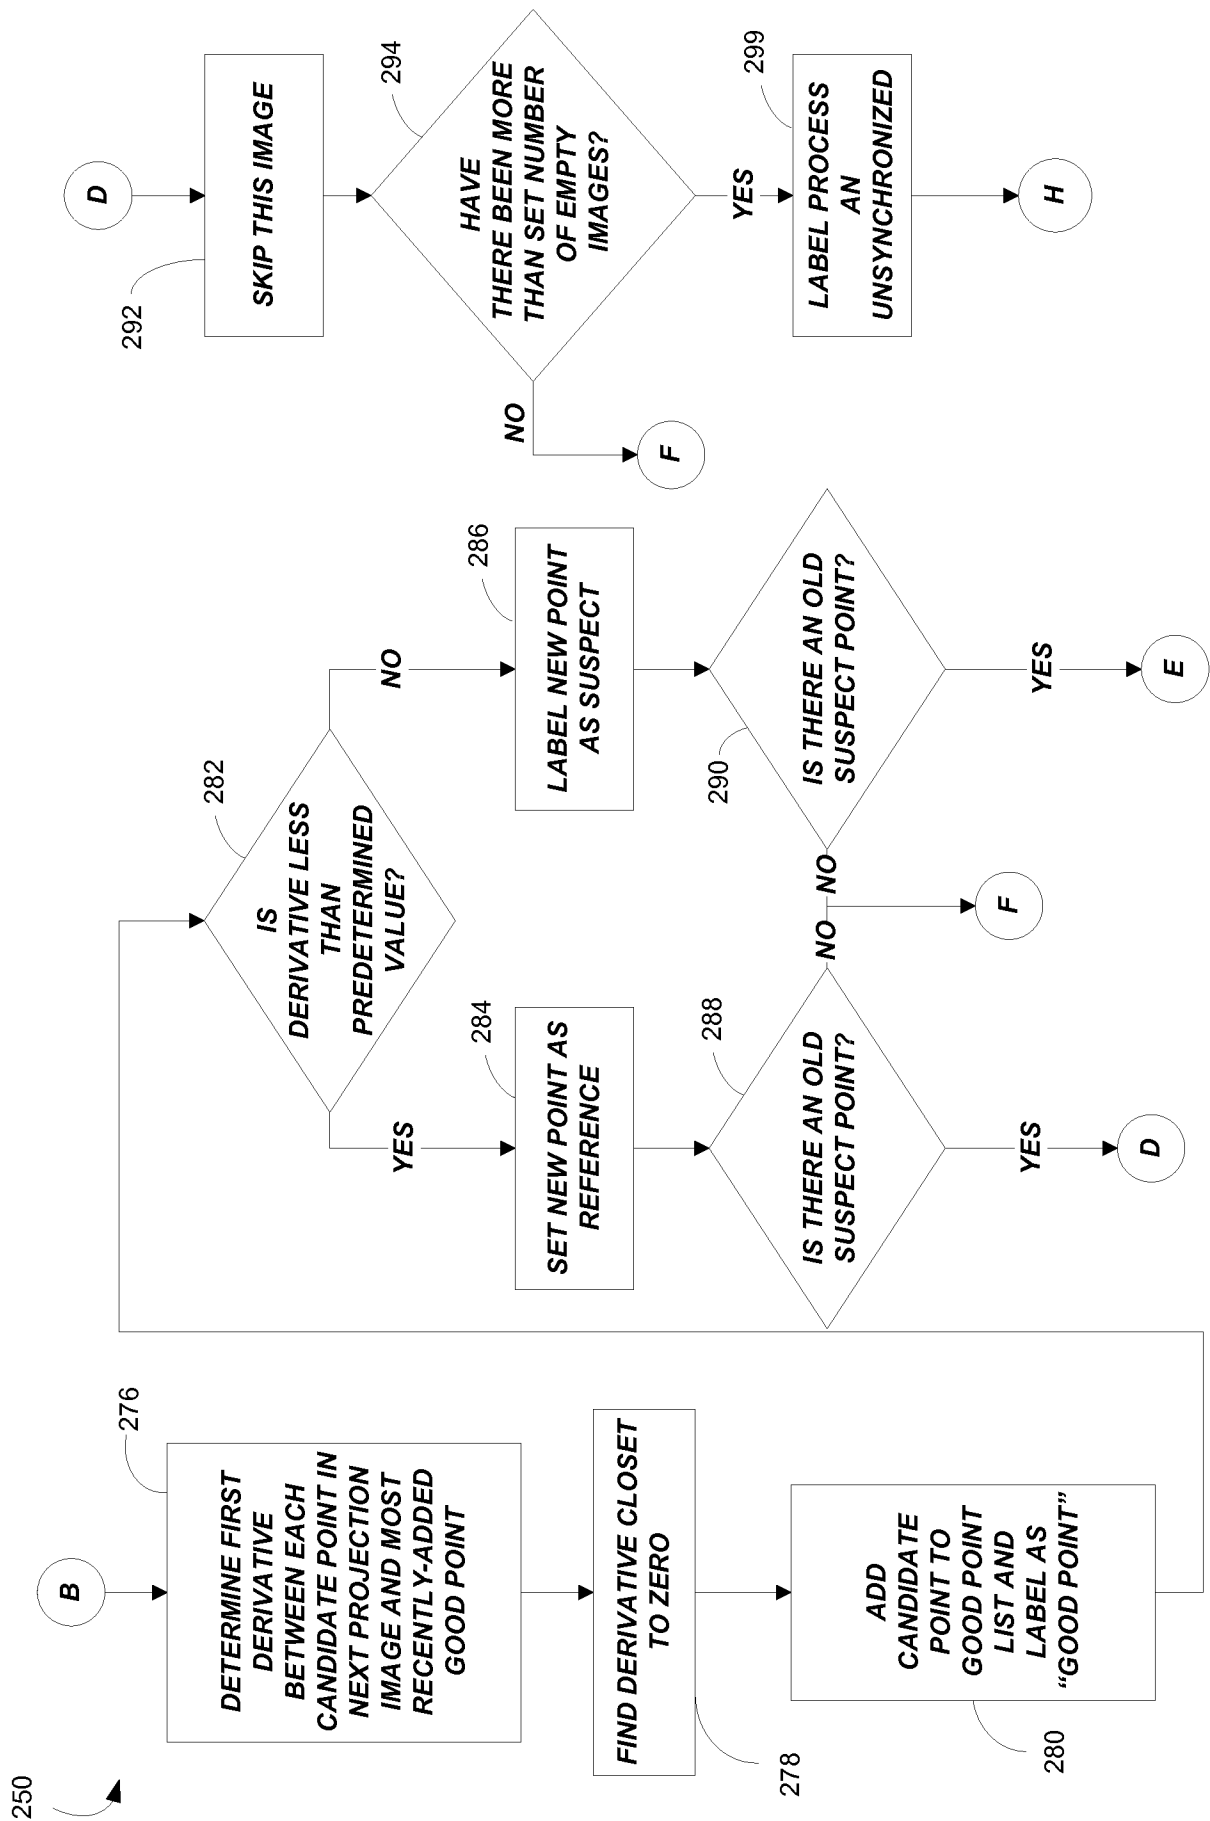 250
B
276
DETERMINE FIRST
DERIVATIVE
BETWEEN EACH
CANDIDATE POINT IN
NEXT PROJECTION
IMAGE AND MOST
RECENTLY-ADDED
GOOD POINT
FIND DERIVATIVE CLOSET
TO ZERO
278
ADD
CANDIDATE
POINT TO
GOOD POINT
LIST AND
LABEL AS
“GOOD POINT”
280
282
IS
DERIVATIVE LESS
THAN
PREDETERMINED
VALUE?
YES
NO
284
SET NEW POINT AS
REFERENCE
286
LABEL NEW POINT
AS SUSPECT
288
IS THERE AN OLD
SUSPECT POINT?
NO
NO
290
IS THERE AN OLD
SUSPECT POINT?
F
YES
D
YES
E
D
292
SKIP THIS IMAGE
294
HAVE
THERE BEEN MORE
THAN SET NUMBER
OF EMPTY
IMAGES?
NO
F
YES
299
LABEL PROCESS
AN
UNSYNCHRONIZED
H